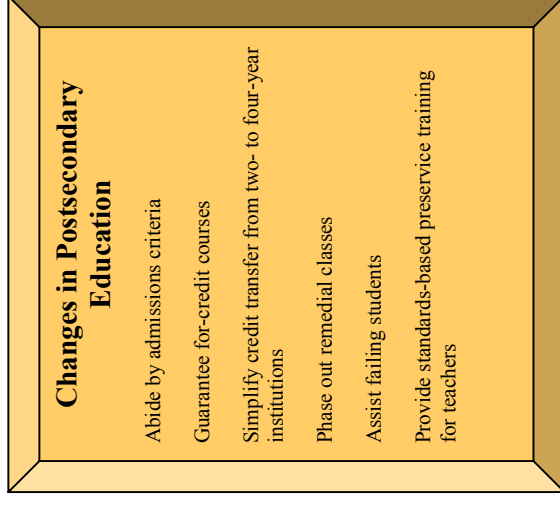 Changes in Postsecondary
Education
Abide by admissions criteria
Guarantee for-credit courses
Simplify credit transfer from two- to four-year
institutions
Phase out remedial classes
Assist failing students
Provide standards-based preservice training
for teachers